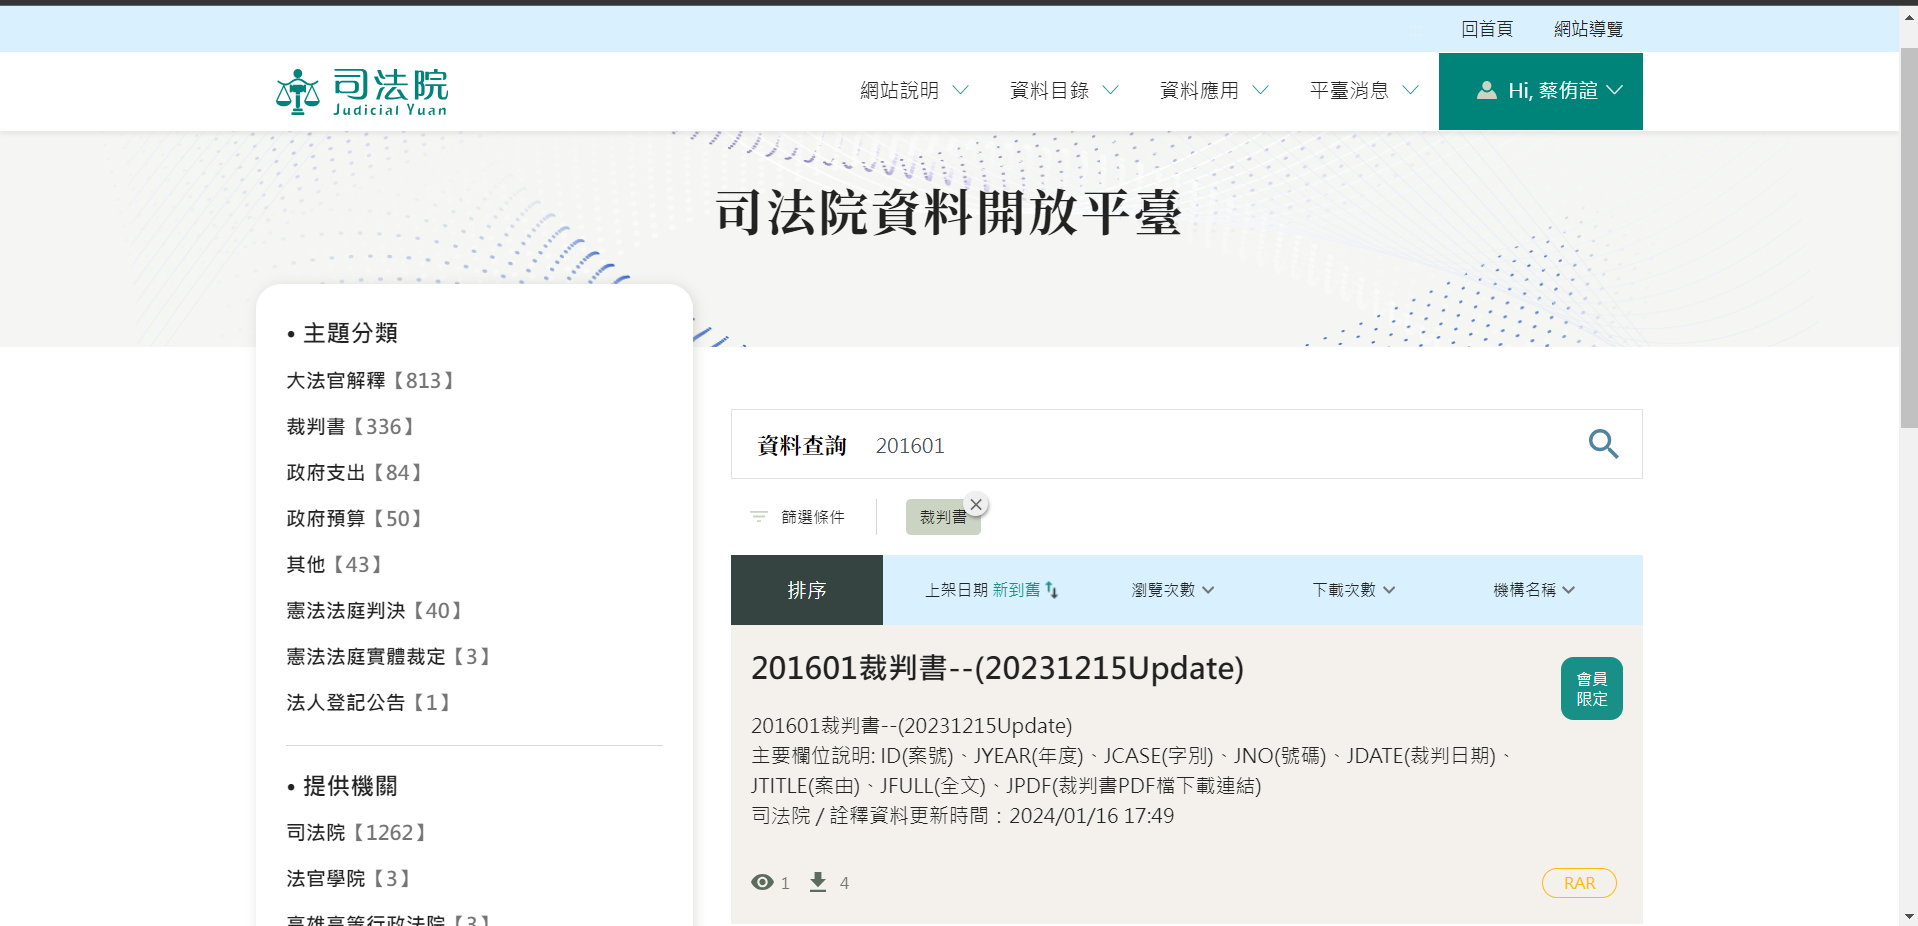 回首頁
網站導覽
司法院
Judicial Yuan
網站說明
資料目錄
資料應用
平臺消息
Hi, 蔡侑諠
司法院資料開放平臺
• 主題分類
大法官解釋【813】
裁判書【336】
政府支出【84】
政府預算【50】
其他【43】
憲法法庭判決【40】
憲法法庭實體裁定【3】
法人登記公告【1】
• 提供機關
司法院【1262】
法官學院【3】
高雄高等行政法院【3】
資料查詢 201601
篩選條件
裁判書
排序
上架日期 新到舊
瀏覽次數
下載次數
機構名稱
201601裁判書--(20231215Update)
會員
限定
201601裁判書--(20231215Update)
主要欄位說明: ID(案號)、JYEAR(年度)、JCASE(字別)、JNO(號碼)、JDATE(裁判日期)、
JTITLE(案由)、JFULL(全文)、JPDF(裁判書PDF檔下載連結)
司法院 / 詮釋資料更新時間：2024/01/16 17:49
1
4
RAR